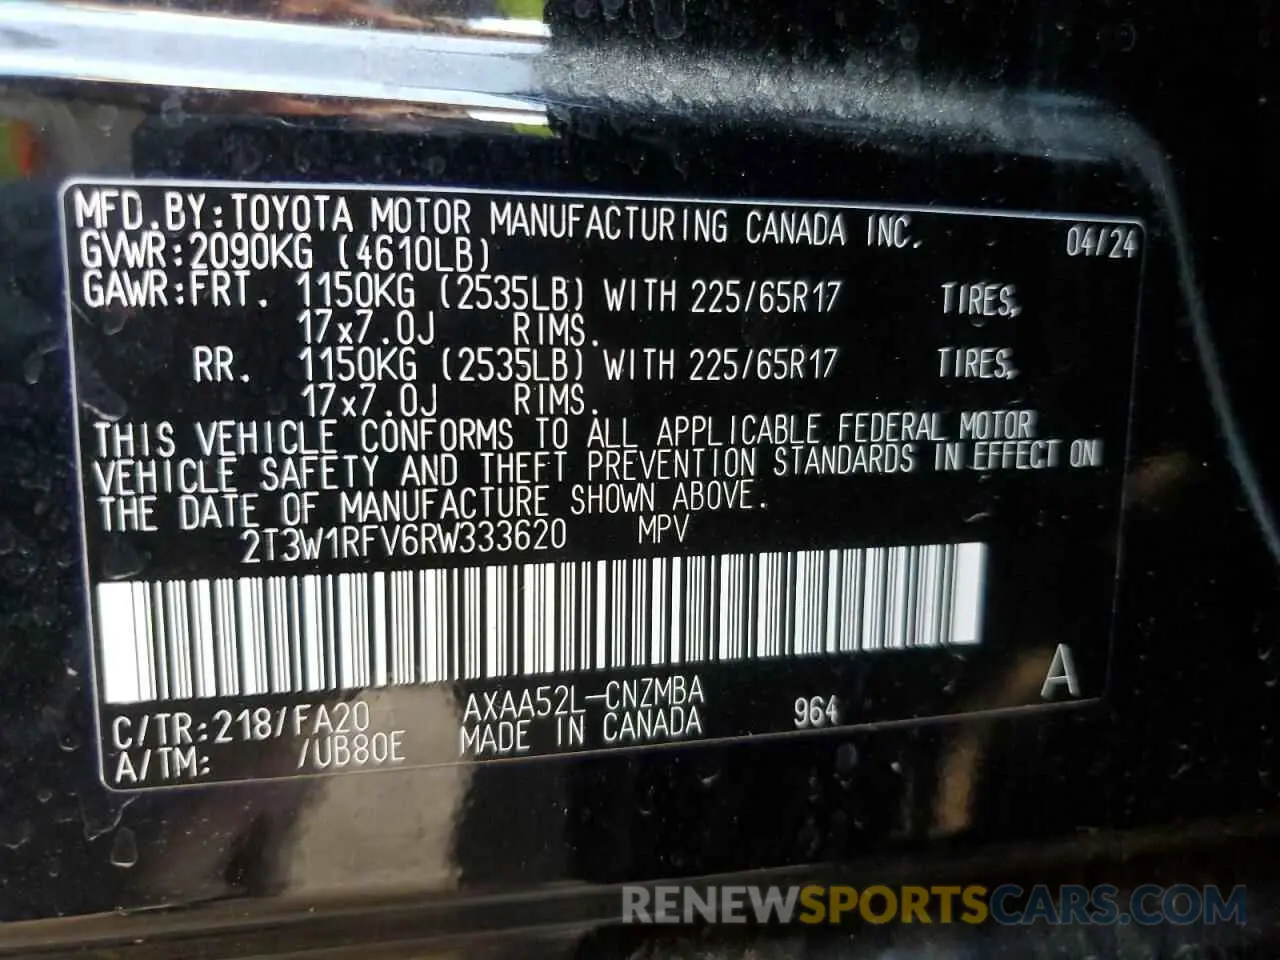 MFD.BY:TOYOTA MOTOR MANUFACTURING CANADA INC. 04/24
GVWR:2090KG (4610LB)
GAWR:FRT. 1150KG (2535LB) WITH 225/65R17 TIRES,
17x7.0J RIMS.
RR. 1150KG (2535LB) WITH 225/65R17 TIRES,
17x7.0J RIMS.
THIS VEHICLE CONFORMS TO ALL APPLICABLE FEDERAL MOTOR
VEHICLE SAFETY AND THEFT PREVENTION STANDARDS IN EFFECT ON
THE DATE OF MANUFACTURE SHOWN ABOVE.
2T3W1RFV6RW333620 MPV
A
C/TR:218/FA20 AXAA52L-CNZMBA 964
A/TM: /UB80E MADE IN CANADA
RENEWSPORTSCARS.COM